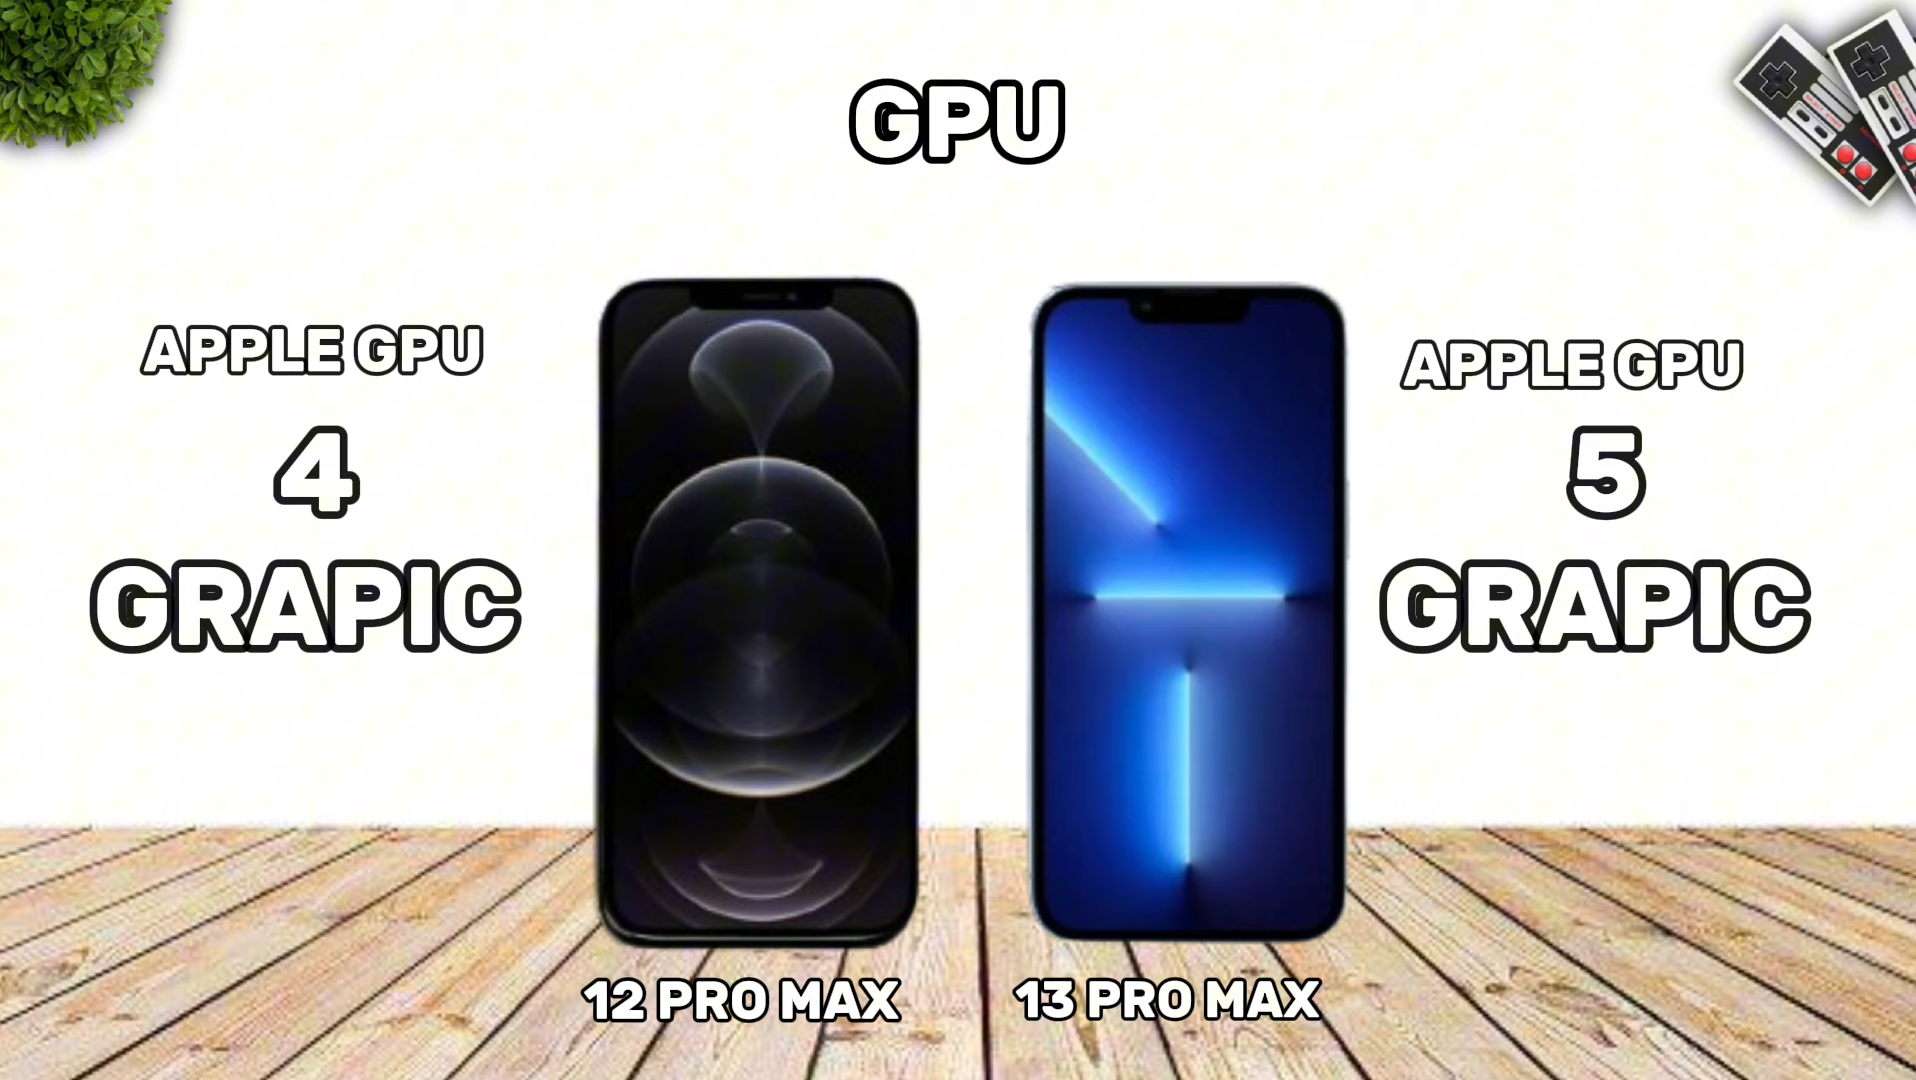 GPU
APPLE GPU
4
GRAPIC
APPLE GPU
5
GRAPIC
12 PRO MAX
13 PRO MAX